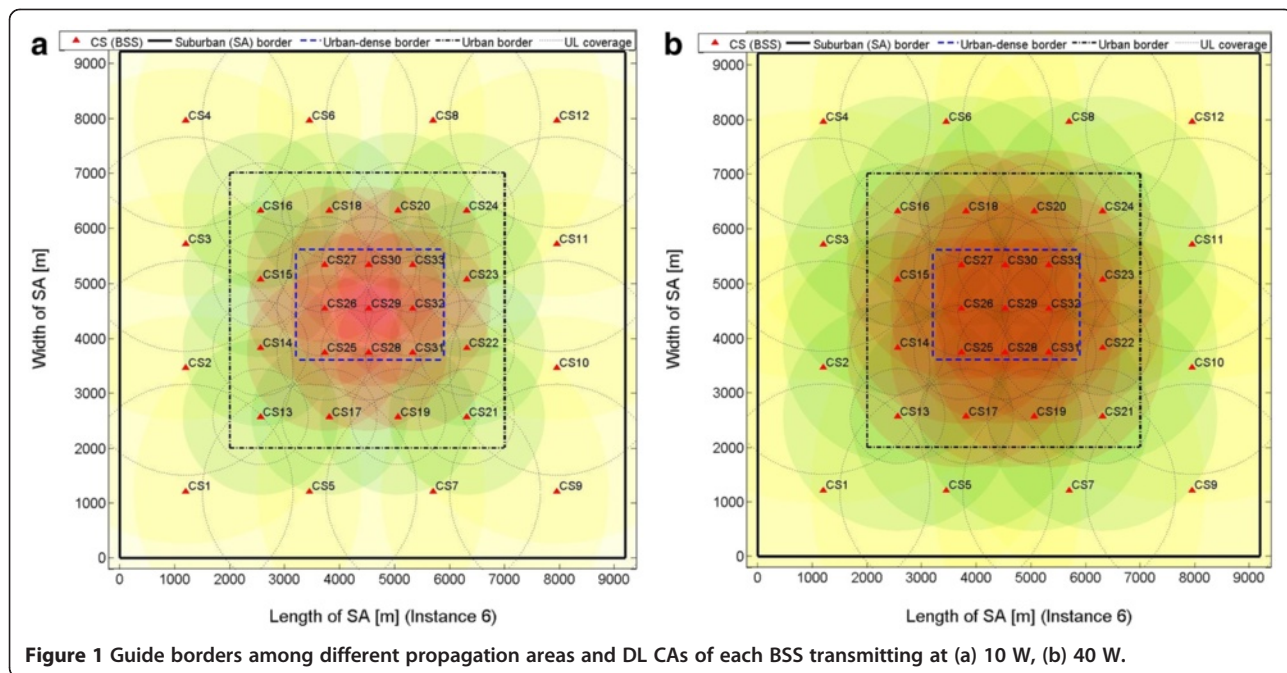 a
CS (BSS) Suburban (SA) border Urban-dense border Urban border UL coverage
9000
8000
7000
6000
5000
4000
3000
2000
1000
0
Width of SA [m]
CS4 CS6 CS8 CS12
CS16 CS18 CS20 CS24
CS3 CS11
CS27 CS30 CS33
CS15 CS23
CS26 CS29 CS32
CS14 CS25 CS28 CS31 CS22
CS2 CS10
CS13 CS17 CS19 CS21
CS1 CS5 CS7 CS9
0 1000 2000 3000 4000 5000 6000 7000 8000 9000
Length of SA [m] (Instance 6)
b
CS (BSS) Suburban (SA) border Urban-dense border Urban border UL coverage
9000
8000
7000
6000
5000
4000
3000
2000
1000
0
Width of SA [m]
CS4 CS6 CS8 CS12
CS16 CS18 CS20 CS24
CS3 CS11
CS27 CS30 CS33
CS15 CS23
CS26 CS29 CS32
CS14 CS25 CS28 CS31 CS22
CS2 CS10
CS13 CS17 CS19 CS21
CS1 CS5 CS7 CS9
0 1000 2000 3000 4000 5000 6000 7000 8000 9000
Length of SA [m] (Instance 6)
Figure 1 Guide borders among different propagation areas and DL CAs of each BSS transmitting at (a) 10 W, (b) 40 W.